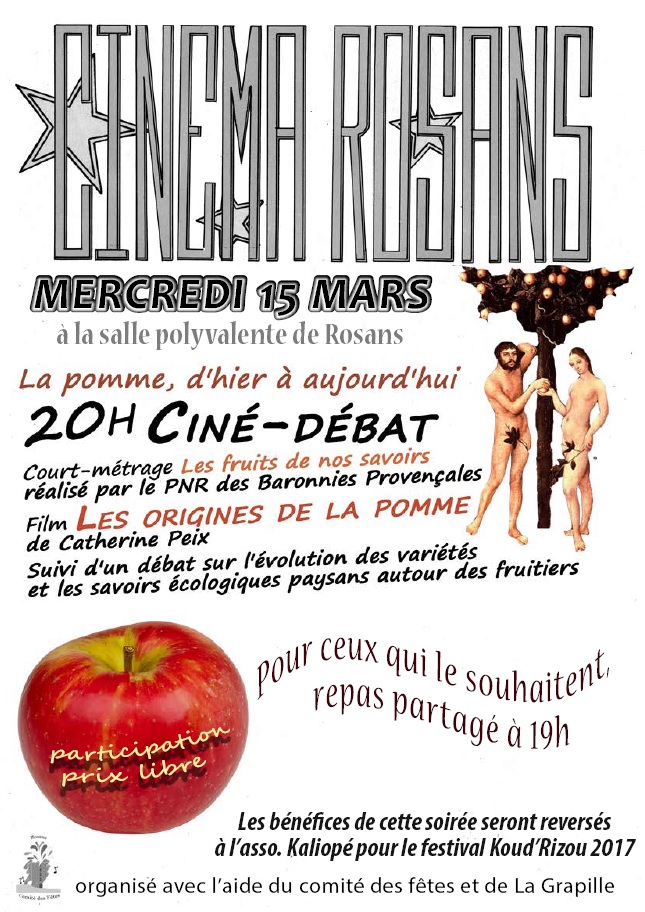 CINEMA ROSANS
MERCREDI 15 MARS
à la salle polyvalente de Rosans
La pomme, d'hier à aujourd'hui
20H CINÉ-DÉBAT
Court-métrage Les fruits de nos savoirs
réalisé par le PNR des Baronnies Provençales
Film LES ORIGINES DE LA POMME
de Catherine Peix
Suivi d'un débat sur l'évolution des variétés
et les savoirs écologiques paysans autour des fruitiers
pour ceux qui le souhaitent,
repas partagé à 19h
participation
prix libre
Les bénéfices de cette soirée seront reversés
à l'asso. Kaliopé pour le festival Koud'Rizou 2017
Rosans
Comité des Fêtes
organisé avec l'aide du comité des fêtes et de La Grapille